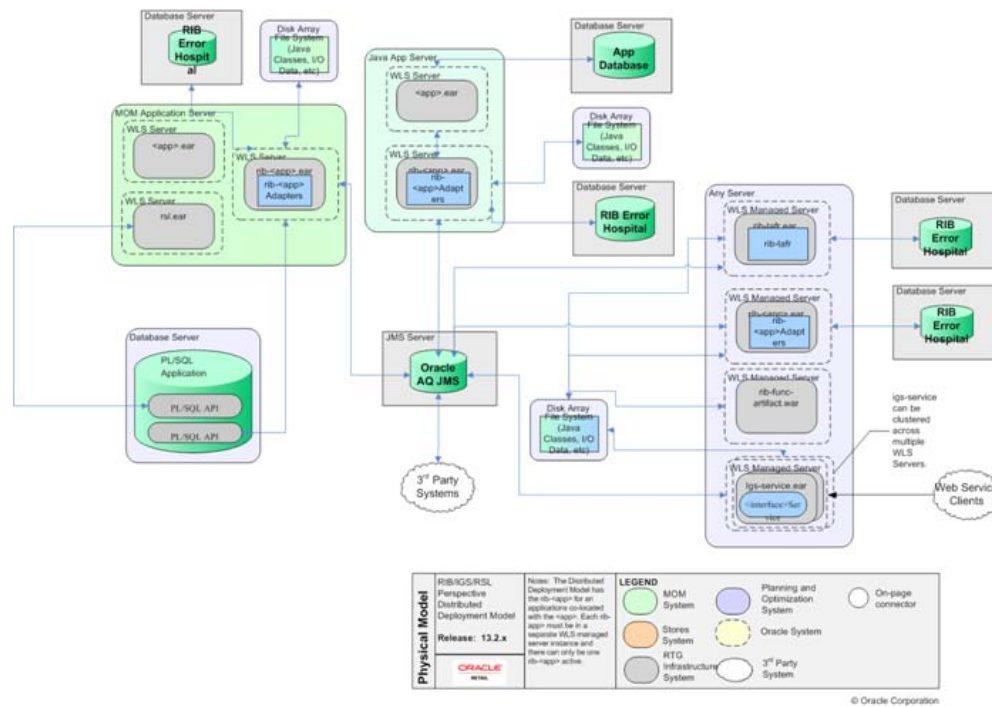 Database Server
RIB
Error
Hospit
al
Disk Array
File System
(Java
Classes, I/O
Data, etc)
MOM Application Server
WLS Server
<app>.ear
WLS Server
rib-<app>.ear
rib-<app>
Adapters
WLS Server
rsl.ear
Java App Server
WLS Server
<app>.ear
WLS Server
rib-<app>.ear
rib-
<app>Adapt
ers
Database Server
App
Database
Disk Array
File System
(Java
Classes, I/O
Data, etc)
Database Server
RIB Error
Hospital
Any Server
WLS Managed Server
rib-tafr.ear
rib-tafr
WLS Managed Server
rib-<app>.ear
rib-
<app>Adapt
ers
WLS Managed Server
rib-func-
artifact.war
WLS Managed Server
Igs-service.ear
<interface>Ser
vice
Database Server
RIB
Error
Hospital
Database Server
RIB
Error
Hospital
Database Server
PL/SQL
Application
PL/SQL API
PL/SQL API
JMS Server
Oracle
AQ JMS
3rd Party
Systems
Disk Array
File System
(Java
Classes, I/O
Data, etc)
igs-service
can be
clustered
across
multiple
WLS
Servers.
Web Servic
Clients
Physical Model
RIB/IGS/RSL
Perspective
Distributed
Deployment Model
Release: 13.2.x
ORACLE
RETAIL
Notes: The Distributed
Deployment Model has
the rib-<app> for an
applications co-located
with the <app>. Each rib-
app> must be in a
separate WLS managed
server instance and
there can only be one
rib-<app> active.
LEGEND
MOM
System
Stores
System
RTG
Infrastructure
System
Planning and
Optimization
System
Oracle System
3rd Party
System
On-page
connector
© Oracle Corporation